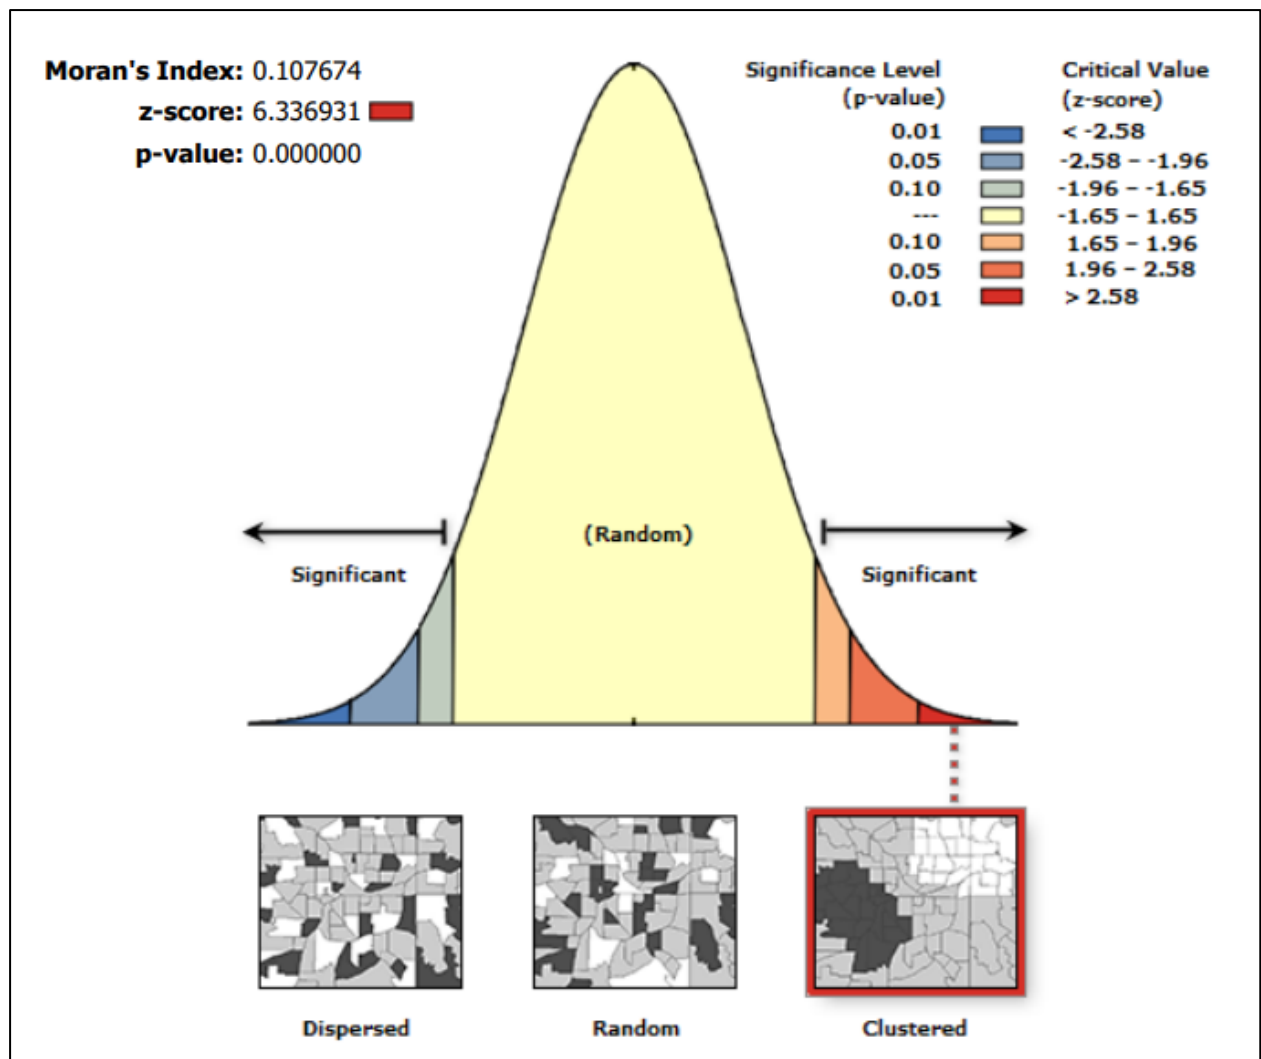 Moran's Index: 0.107674
z-score: 6.336931
p-value: 0.000000
Significance Level
(p-value)
Critical Value
(z-score)
0.01 < -2.58
0.05 -2.58 – -1.96
0.10 -1.96 – -1.65
--- -1.65 – 1.65
0.10 1.65 – 1.96
0.05 1.96 – 2.58
0.01 > 2.58
(Random)
Significant
Significant
Dispersed
Random
Clustered